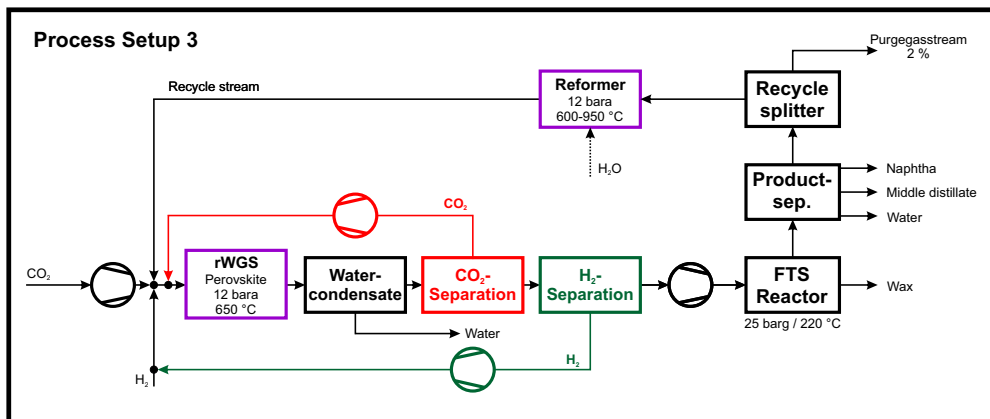 Process Setup 3
Purgegasstream
2 %
Recycle stream
Reformer
12 bara
600-950 °C
Recycle
splitter
H₂O
Product-
sep.
Naphtha
Middle distillate
Water
CO₂
CO₂
rWGS
Perovskite
12 bara
650 °C
Water-
condensate
CO₂-
Separation
H₂-
Separation
FTS
Reactor
Wax
25 barg / 220 °C
Water
H₂
H₂